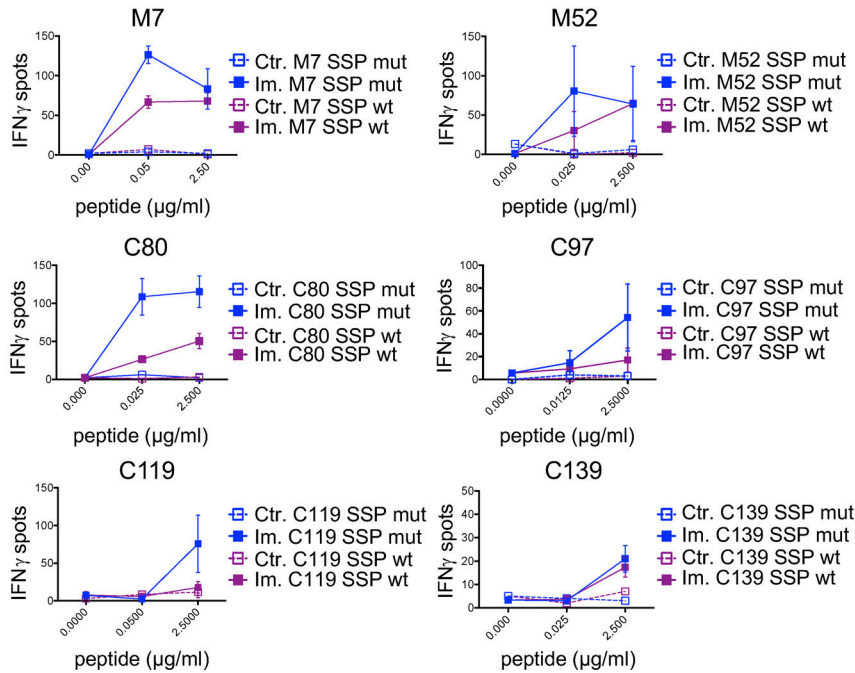 M7
IFNγ spots
150
100
50
0
0.00
0.05
2.50
peptide (µg/ml)
Ctr. M7 SSP mut
Im. M7 SSP mut
Ctr. M7 SSP wt
Im. M7 SSP wt
M52
IFNγ spots
150
100
50
0
0.000
0.025
2.500
peptide (µg/ml)
Ctr. M52 SSP mut
Im. M52 SSP mut
Ctr. M52 SSP wt
Im. M52 SSP wt
C80
IFNγ spots
150
100
50
0
0.000
0.025
2.500
peptide (µg/ml)
Ctr. C80 SSP mut
Im. C80 SSP mut
Ctr. C80 SSP wt
Im. C80 SSP wt
C97
IFNγ spots
100
80
60
40
20
0
0.0000
0.0125
2.5000
peptide (µg/ml)
Ctr. C97 SSP mut
Im. C97 SSP mut
Ctr. C97 SSP wt
Im. C97 SSP wt
C119
IFNγ spots
150
100
50
0
0.0000
0.0500
2.5000
peptide (µg/ml)
Ctr. C119 SSP mut
Im. C119 SSP mut
Ctr. C119 SSP wt
Im. C119 SSP wt
C139
IFNγ spots
50
40
30
20
10
0
0.000
0.025
2.500
peptide (µg/ml)
Ctr. C139 SSP mut
Im. C139 SSP mut
Ctr. C139 SSP wt
Im. C139 SSP wt